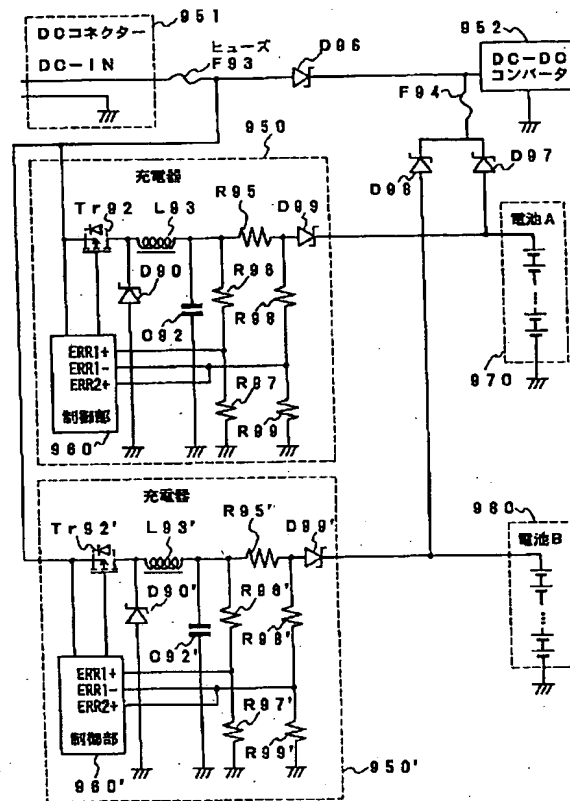 951
DCコネクター
DC-IN
ヒューズ
F93
D96
952
DC-DC
コンバータ
F94
950
D98
D97
充電器
Tr92
L93
R95
D99
電池A
D90
C92
R96
R98
ERR1+
ERR1-
ERR2+
R97
R99
制御部
960
970
充電器
Tr92'
L93'
R95'
D99'
980
電池B
D90'
C92'
R96'
R98'
ERR1+
ERR1-
ERR2+
R97'
R99'
制御部
960'
950'